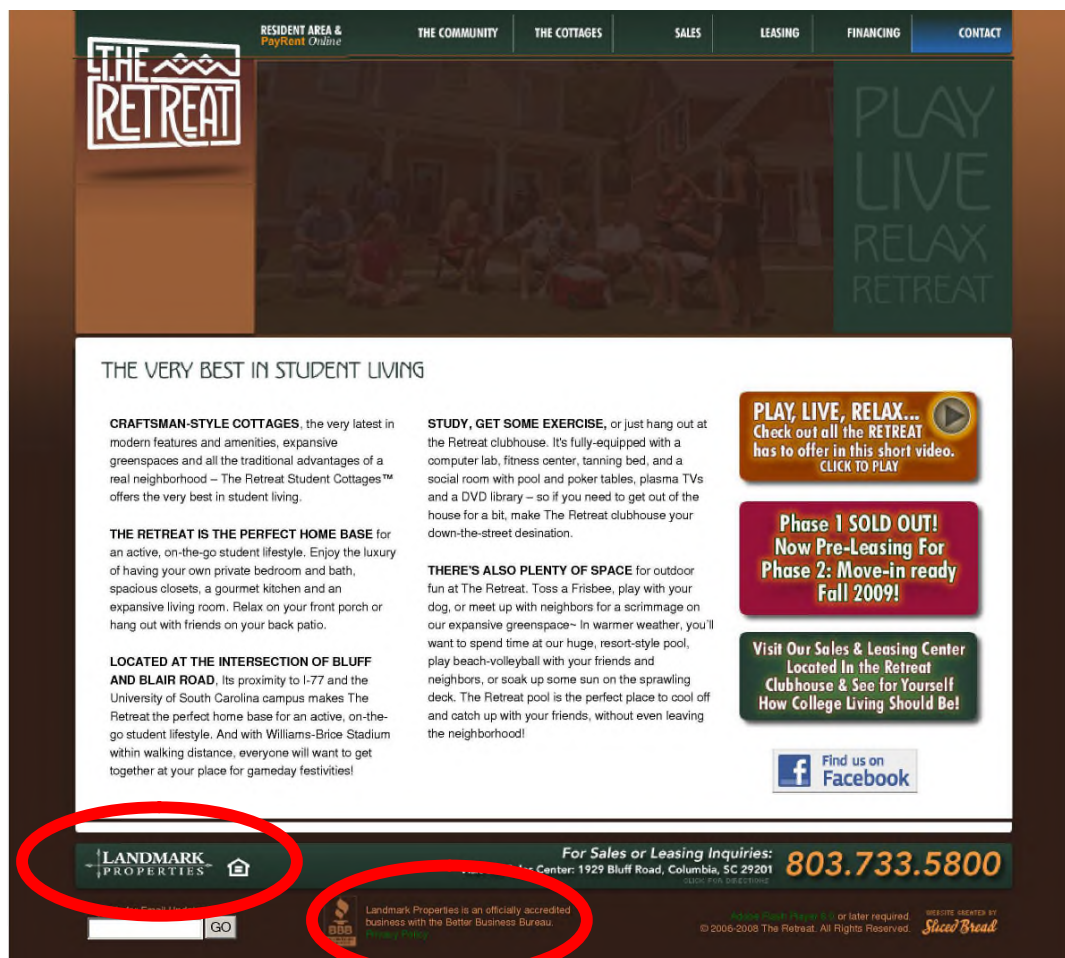 RESIDENT AREA &
PayRent Online
THE COMMUNITY
THE COTTAGES
SALES
LEASING
FINANCING
CONTACT
THE
RETREAT
PLAY
LIVE
RELAX
RETREAT
THE VERY BEST IN STUDENT LIVING
CRAFTSMAN-STYLE COTTAGES, the very latest in
modern features and amenities, expansive
greenspaces and all the traditional advantages of a
real neighborhood – The Retreat Student Cottages™
offers the very best in student living.
THE RETREAT IS THE PERFECT HOME BASE for
an active, on-the-go student lifestyle. Enjoy the luxury
of having your own private bedroom and bath,
spacious closets, a gourmet kitchen and an
expansive living room. Relax on your front porch or
hang out with friends on your back patio.
LOCATED AT THE INTERSECTION OF BLUFF
AND BLAIR ROAD, Its proximity to I-77 and the
University of South Carolina campus makes The
Retreat the perfect home base for an active, on-the-
go student lifestyle. And with Williams-Brice Stadium
within walking distance, everyone will want to get
together at your place for gameday festivities!
STUDY, GET SOME EXERCISE, or just hang out at
the Retreat clubhouse. It's fully-equipped with a
computer lab, fitness center, tanning bed, and a
social room with pool and poker tables, plasma TVs
and a DVD library – so if you need to get out of the
house for a bit, make The Retreat clubhouse your
down-the-street desination.
THERE'S ALSO PLENTY OF SPACE for outdoor
fun at The Retreat. Toss a Frisbee, play with your
dog, or meet up with neighbors for a scrimmage on
our expansive greenspace~ In warmer weather, you'll
want to spend time at our huge, resort-style pool,
play beach-volleyball with your friends and
neighbors, or soak up some sun on the sprawling
deck. The Retreat pool is the perfect place to cool off
and catch up with your friends, without even leaving
the neighborhood!
PLAY, LIVE, RELAX...
Check out all the RETREAT
has to offer in this short video.
CLICK TO PLAY
Phase 1 SOLD OUT!
Now Pre-Leasing For
Phase 2: Move-in ready
Fall 2009!
Visit Our Sales & Leasing Center
Located In the Retreat
Clubhouse & See for Yourself
How College Living Should Be!
Find us on
Facebook
LANDMARK
PROPERTIES
For Sales or Leasing Inquiries:
Center: 1929 Bluff Road, Columbia, SC 29201
CLICK FOR DIRECTIONS
803.733.5800
for Email
GO
BBB
Landmark Properties is an officially accredited
business with the Better Business Bureau.
Privacy Policy
Adobe Flash Player or later required.
© 2006-2008 The Retreat. All Rights Reserved.
WEBSITE CREATED BY
Sliced Bread